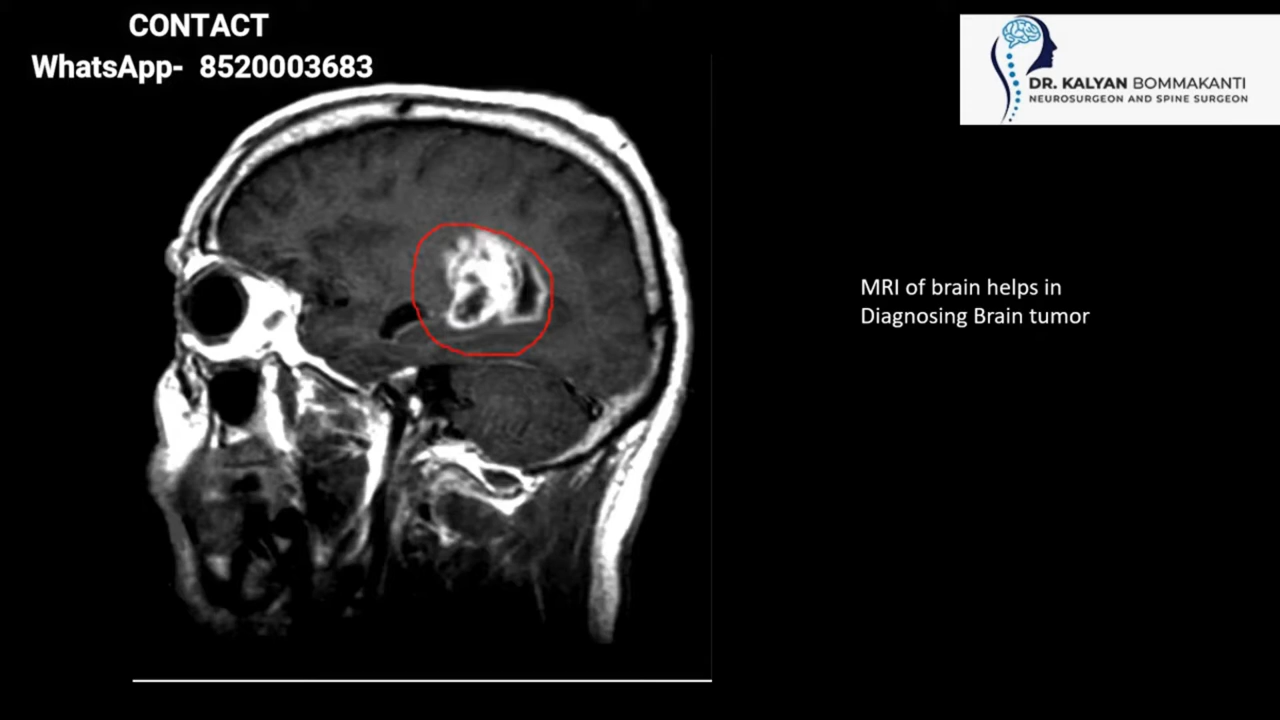 CONTACT
WhatsApp- 8520003683
DR. KALYAN BOMMAKANTI
NEUROSURGEON AND SPINE SURGEON
MRI of brain helps in
Diagnosing Brain tumor